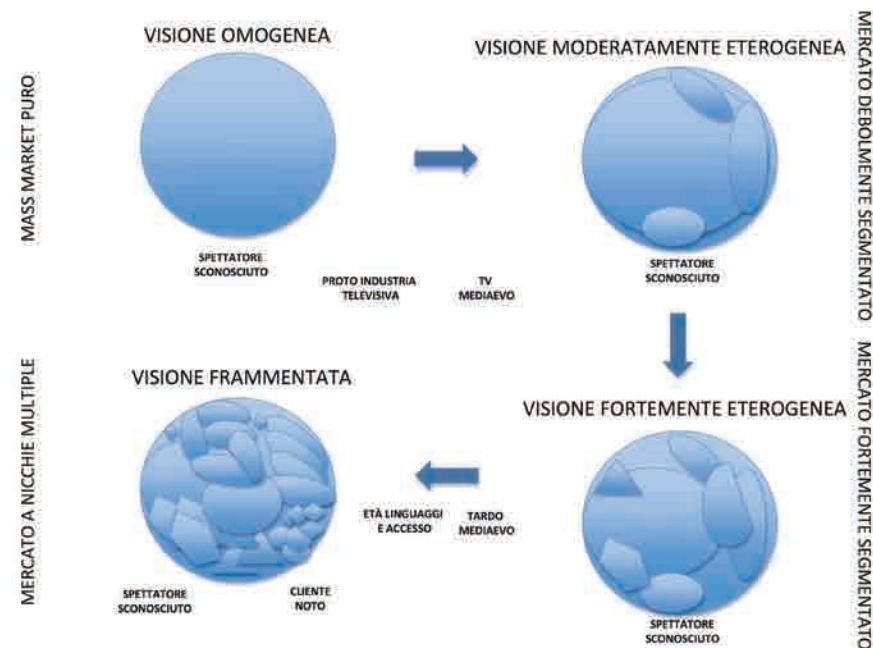 VISIONE OMOGENEA
MASS MARKET PURO
SPETTATORE
SCONOSCIUTO
VISIONE MODERATAMENTE ETEROGENEA
MERCATO DEBOLMENTE SEGMENTATO
SPETTATORE
SCONOSCIUTO
PROTO INDUSTRIA
TELEVISIVA
TV
MEDIAEVO
VISIONE FORTEMENTE ETEROGENEA
MERCATO FORTEMENTE SEGMENTATO
SPETTATORE
SCONOSCIUTO
TARDO
MEDIAEVO
ETÀ LINGUAGGI
E ACCESSO
VISIONE FRAMMENTATA
MERCATO A NICCHIE MULTIPLE
SPETTATORE
SCONOSCIUTO
CLIENTE
NOTO